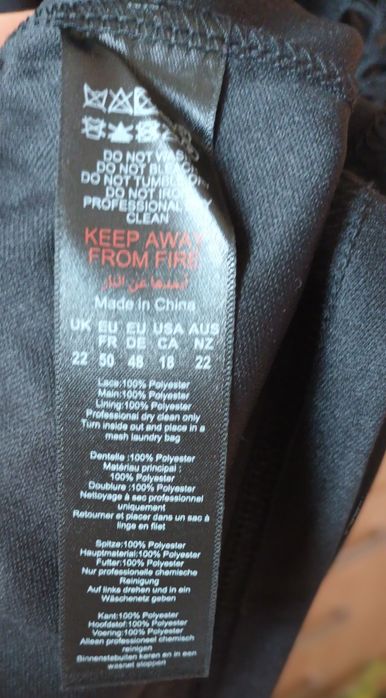 DO NOT WASH
DO NOT
DO NOT TUMBLE
DO NOT IRON
PROFESSIONAL
CLEAN
KEEP AWAY
FROM FIRE
ابعدها عن النار
Made in China
UK EU EU USA AUS
FR DE CA NZ
22 50 48 18 22
Lace:100% Polyester
Main:100% Polyester
Lining:100% Polyester
Professional dry clean only
Turn inside out and place in a
mesh laundry bag
Dentelle :100% Polyester
Matériau principal :
100% Polyester
Doublure :100% Polyester
Nettoyage à sec professionnel
uniquement
Retourner et placer dans un sac à
linge en filet
Spitze:100% Polyester
Hauptmaterial:100% Polyester
Futter:100% Polyester
Nur professionelle chemische
Reinigung
Auf links drehen und in ein
Wäschenetz geben
Kant:100% Polyester
Hoofdstof:100% Polyester
Voering:100% Polyester
Alleen professioneel chemisch
reinigen
Binnenstebuiten keren en in een
wasnet stoppen